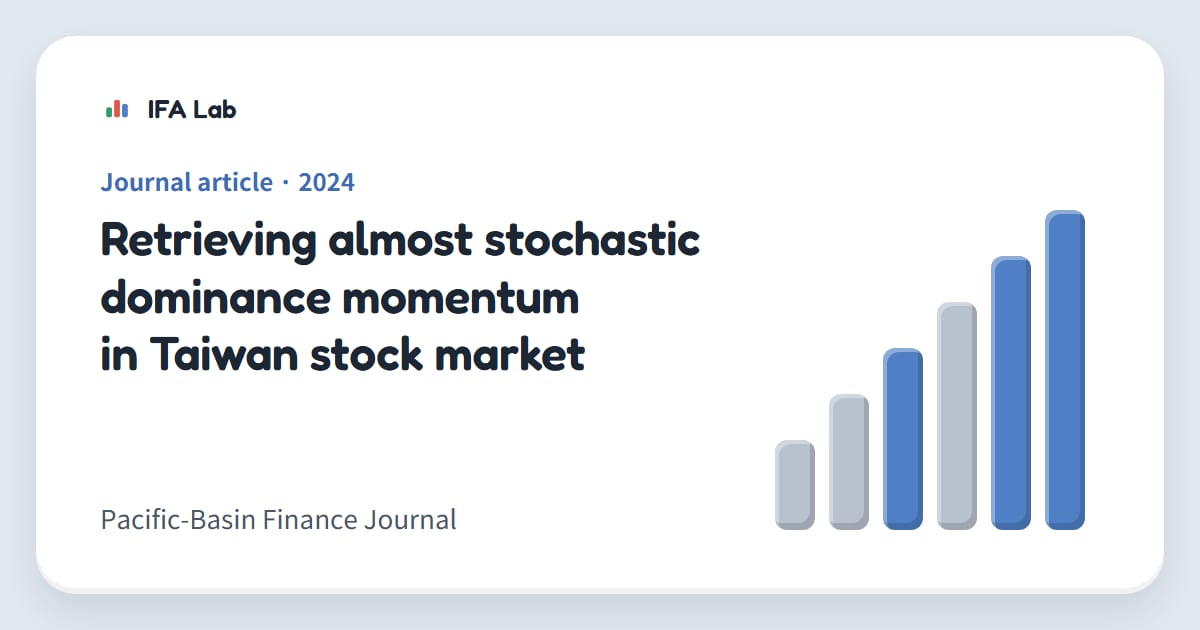 IFA Lab
Journal article · 2024
Retrieving almost stochastic
dominance momentum
in Taiwan stock market
Pacific-Basin Finance Journal